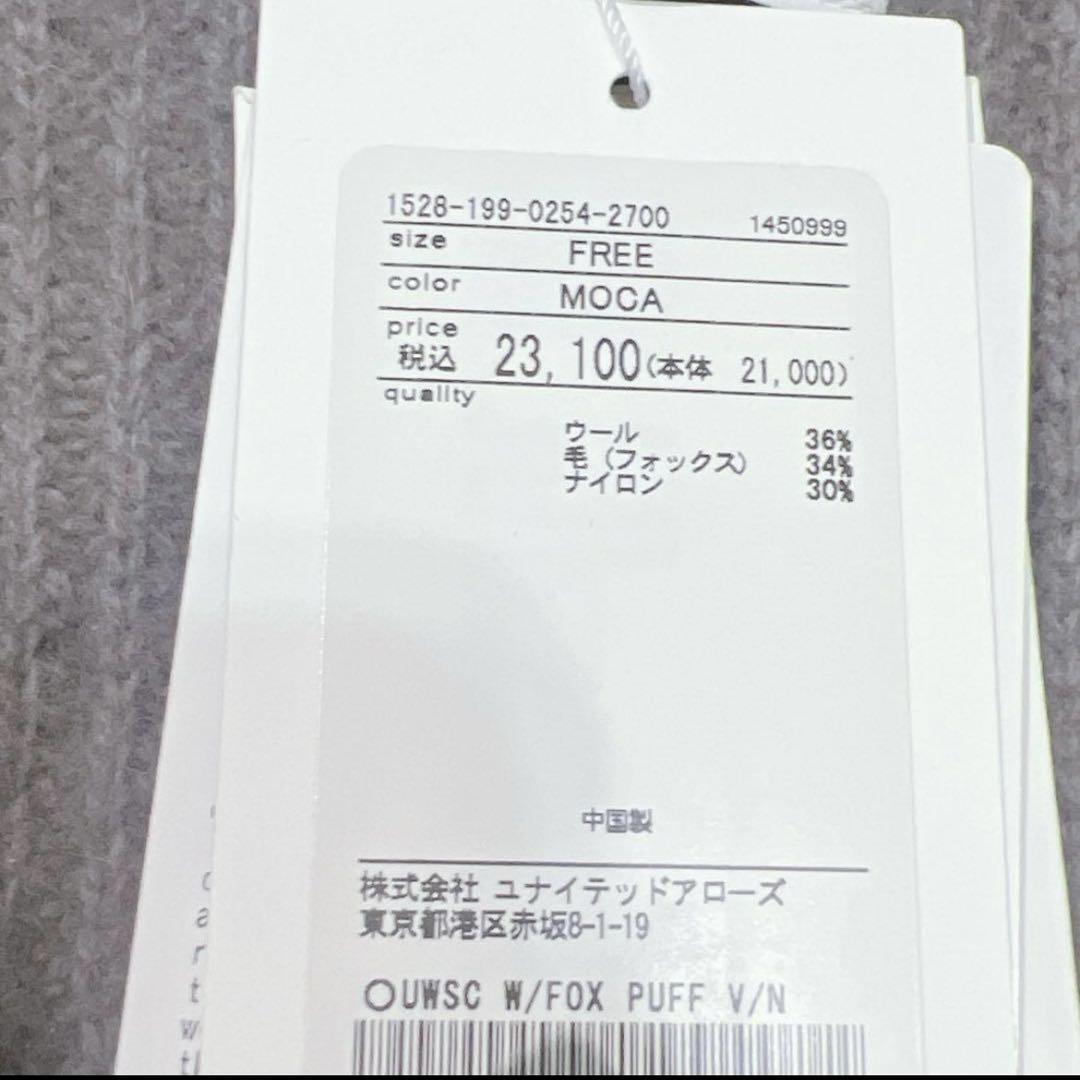 1528-199-0254-2700 1450999
size FREE
color MOCA
price
税込 23,100(本体 21,000)
quality
ウール 36%
毛(フォックス) 34%
ナイロン 30%
中国製
株式会社 ユナイテッドアローズ
東京都港区赤坂8-1-19
○UWSC W/FOX PUFF V/N